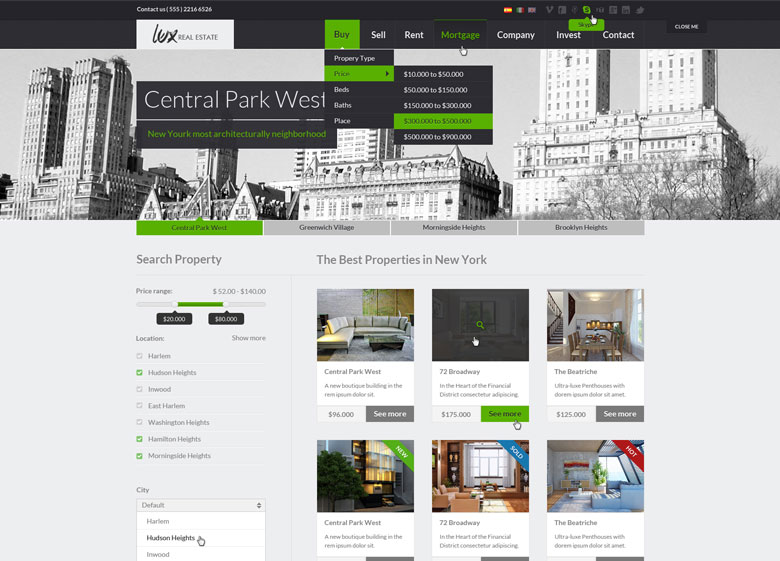 Contact us | 555 | 2216 6526
Skype
CLOSE ME
lux REAL ESTATE
Buy Sell Rent Mortgage Company Invest Contact
Propery Type
Price
Beds
Baths
Place
$10.000 to $50.000
$50.000 to $150.000
$150.000 to $300.000
$300.000 to $500.000
$500.000 to $900.000
Central Park West
New Yourk most architecturally neighborhood
Central Park West Greenwich Village Morningside Heights Brooklyn Heights
Search Property
Price range: $ 52.00 - $140.00
$20.000 $80.000
Location: Show more
Harlem
Hudson Heights
Inwood
East Harlem
Washington Heights
Hamilton Heights
Morningside Heights
City
Default
Harlem
Hudson Heights
Inwood
The Best Properties in New York
Central Park West
A new boutique building in the
rem ipsum dolor sit.
$96.000 See more
72 Broadway
In the Heart of the Financial
District consectetur adipiscing.
$175.000 See more
The Beatriche
Ultra-luxe Penthouses with
dorem ipsum dolor sit amet.
$125.000 See more
NEW
Central Park West
A new boutique building in the
rem ipsum dolor sit.
SOLD
72 Broadway
In the Heart of the Financial
District consectetur adipiscing.
HOT
The Beatriche
Ultra-luxe Penthouses with
dorem ipsum dolor sit amet.